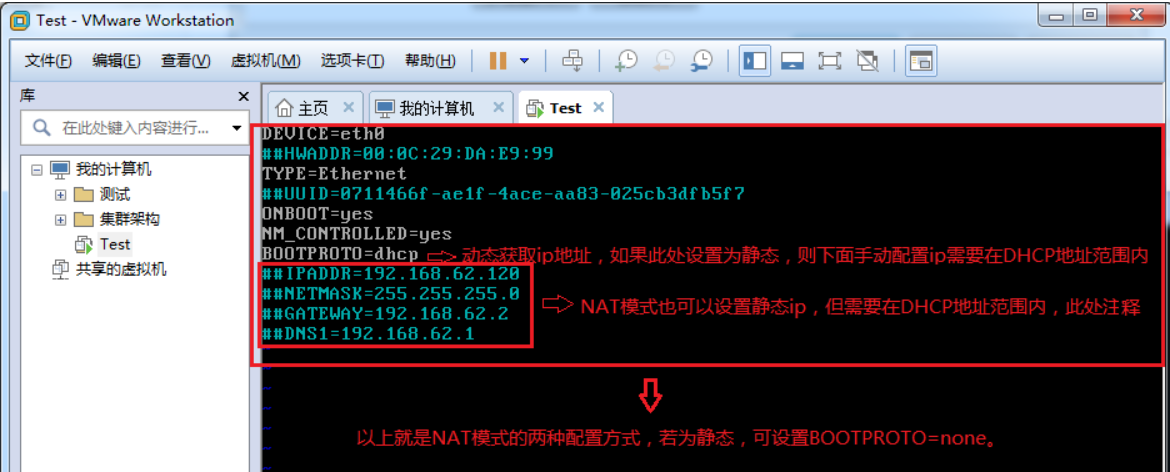 Test - VMware Workstation
文件(F) 编辑(E) 查看(V) 虚拟机(M) 选项卡(T) 帮助(H)
库 x
主页 × 我的计算机 × Test ×
在此处键入内容进行...
我的计算机
测试
集群架构
Test
共享的虚拟机
DEVICE=eth0
##HWADDR=00:0C:29:DA:E9:99
TYPE=Ethernet
##UUID=0711466f-ae1f-4ace-aa83-025cb3dfb5f7
ONBOOT=yes
NM_CONTROLLED=yes
BOOTPROTO=dhcp 动态获取ip地址，如果此处设置为静态，则下面手动配置ip需要在DHCP地址范围内
##IPADDR=192.168.62.120
##NETMASK=255.255.255.0
##GATEWAY=192.168.62.2
##DNS1=192.168.62.1
NAT模式也可以设置静态ip，但需要在DHCP地址范围内，此处注释
以上就是NAT模式的两种配置方式，若为静态，可设置BOOTPROTO=none。